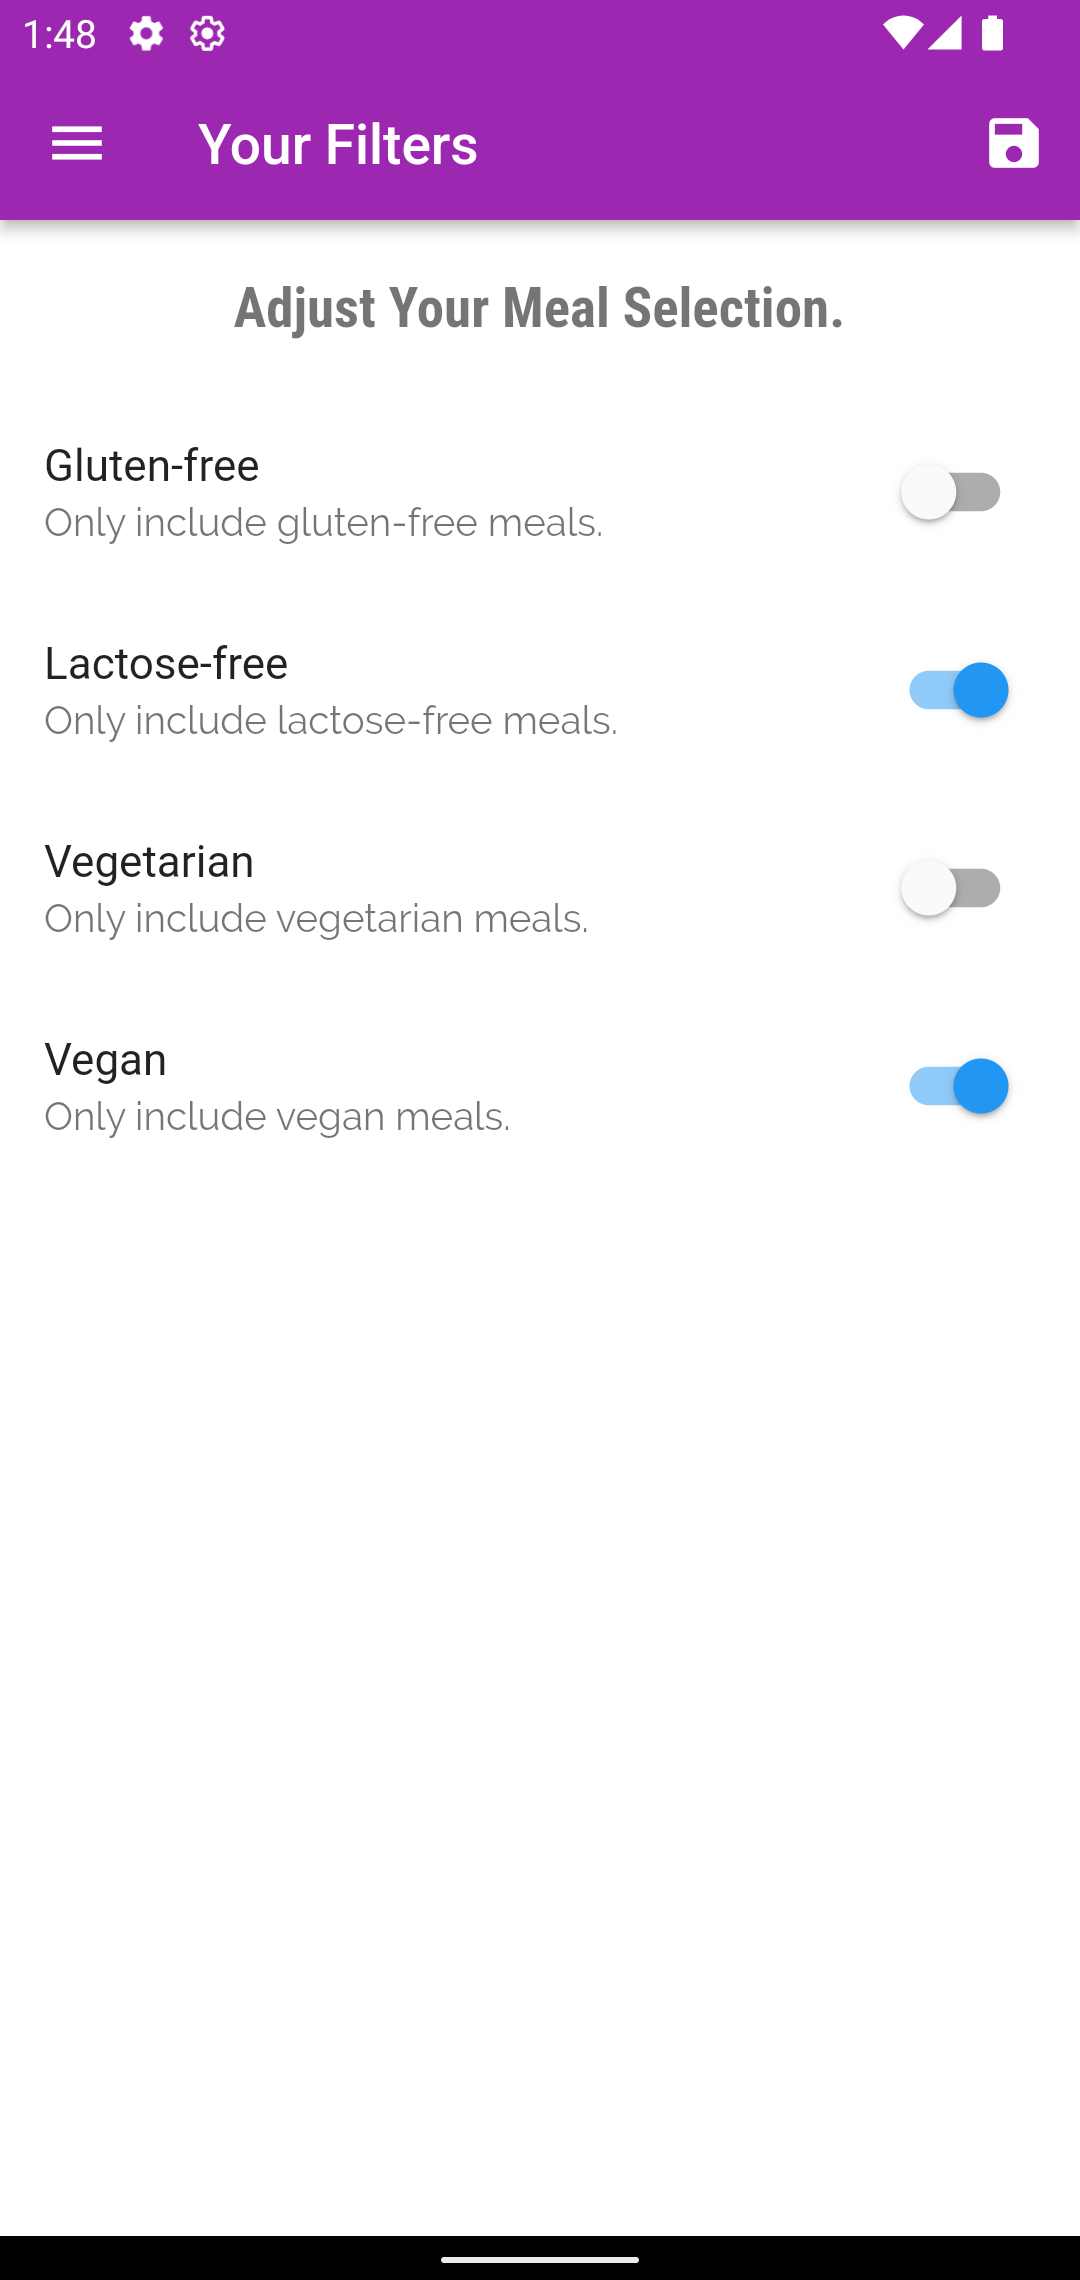 1:48
Your Filters
Adjust Your Meal Selection.
Gluten-free
Only include gluten-free meals.
Lactose-free
Only include lactose-free meals.
Vegetarian
Only include vegetarian meals.
Vegan
Only include vegan meals.